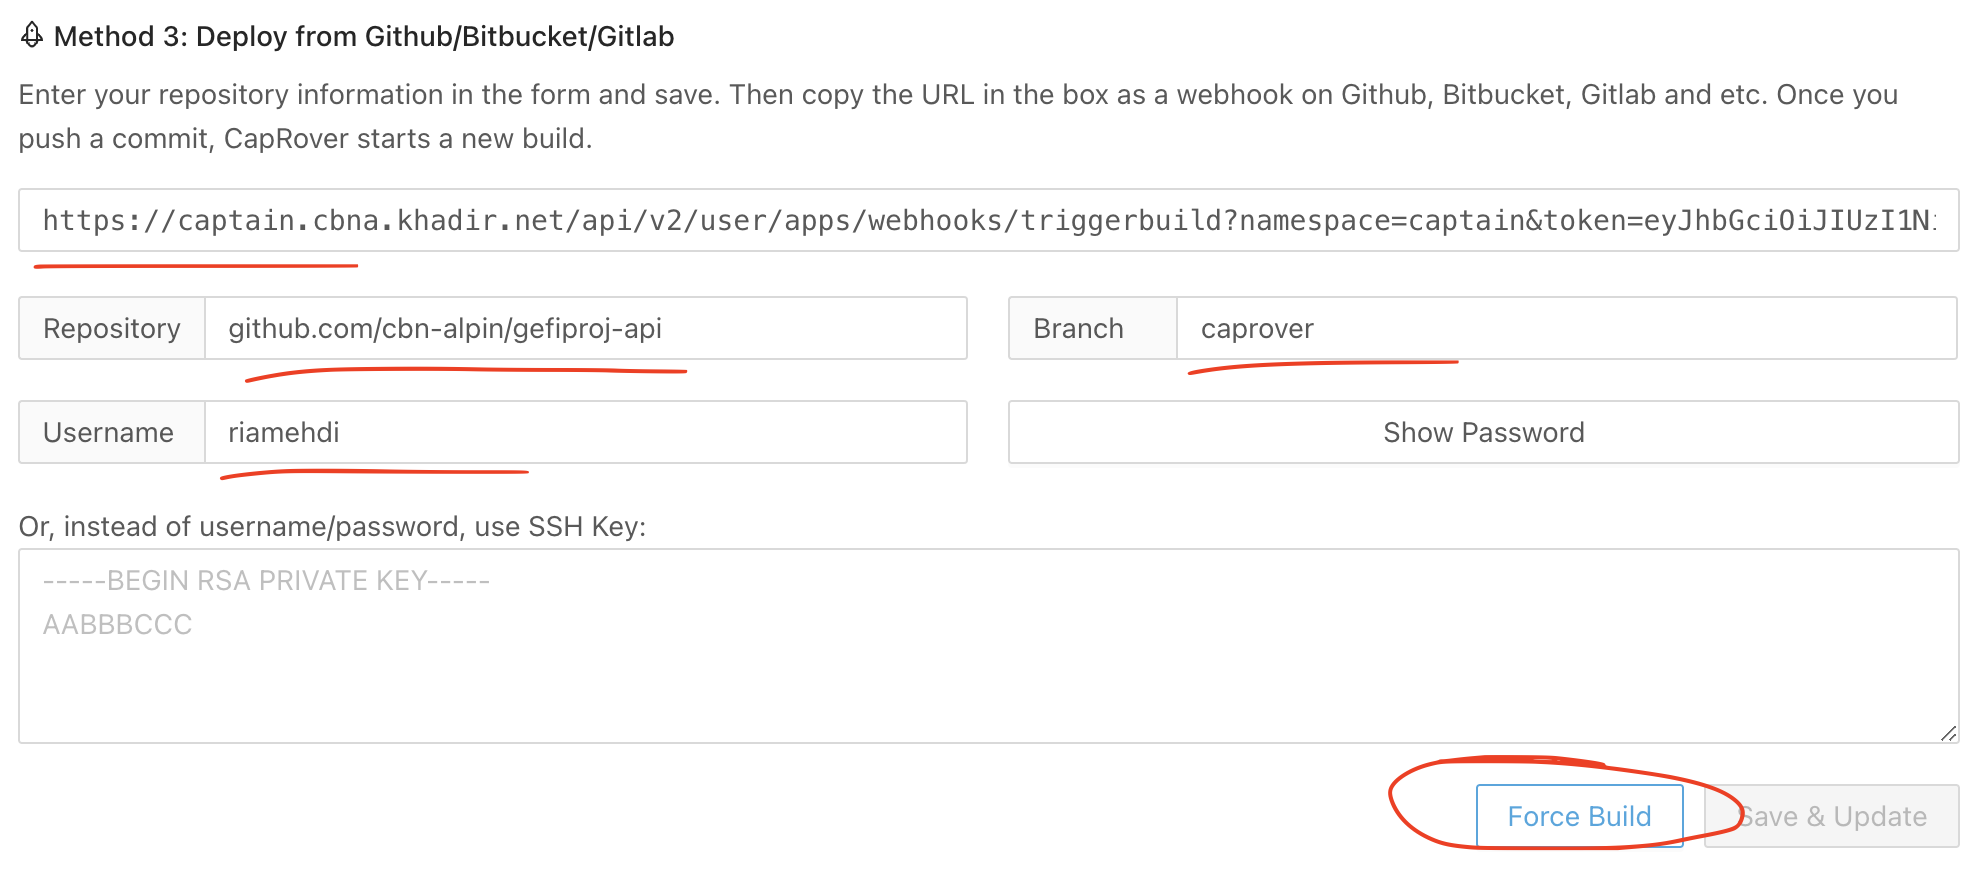 Method 3: Deploy from Github/Bitbucket/Gitlab
Enter your repository information in the form and save. Then copy the URL in the box as a webhook on Github, Bitbucket, Gitlab and etc. Once you
push a commit, CapRover starts a new build.
https://captain.cbna.khadir.net/api/v2/user/apps/webhooks/triggerbuild?namespace=captain&token=eyJhbGciOiJIUzI1Ni
Repository github.com/cbn-alpin/gefiproj-api Branch caprover
Username riamehdi Show Password
Or, instead of username/password, use SSH Key:
-----BEGIN RSA PRIVATE KEY-----
AABBBCCC
Force Build Save & Update